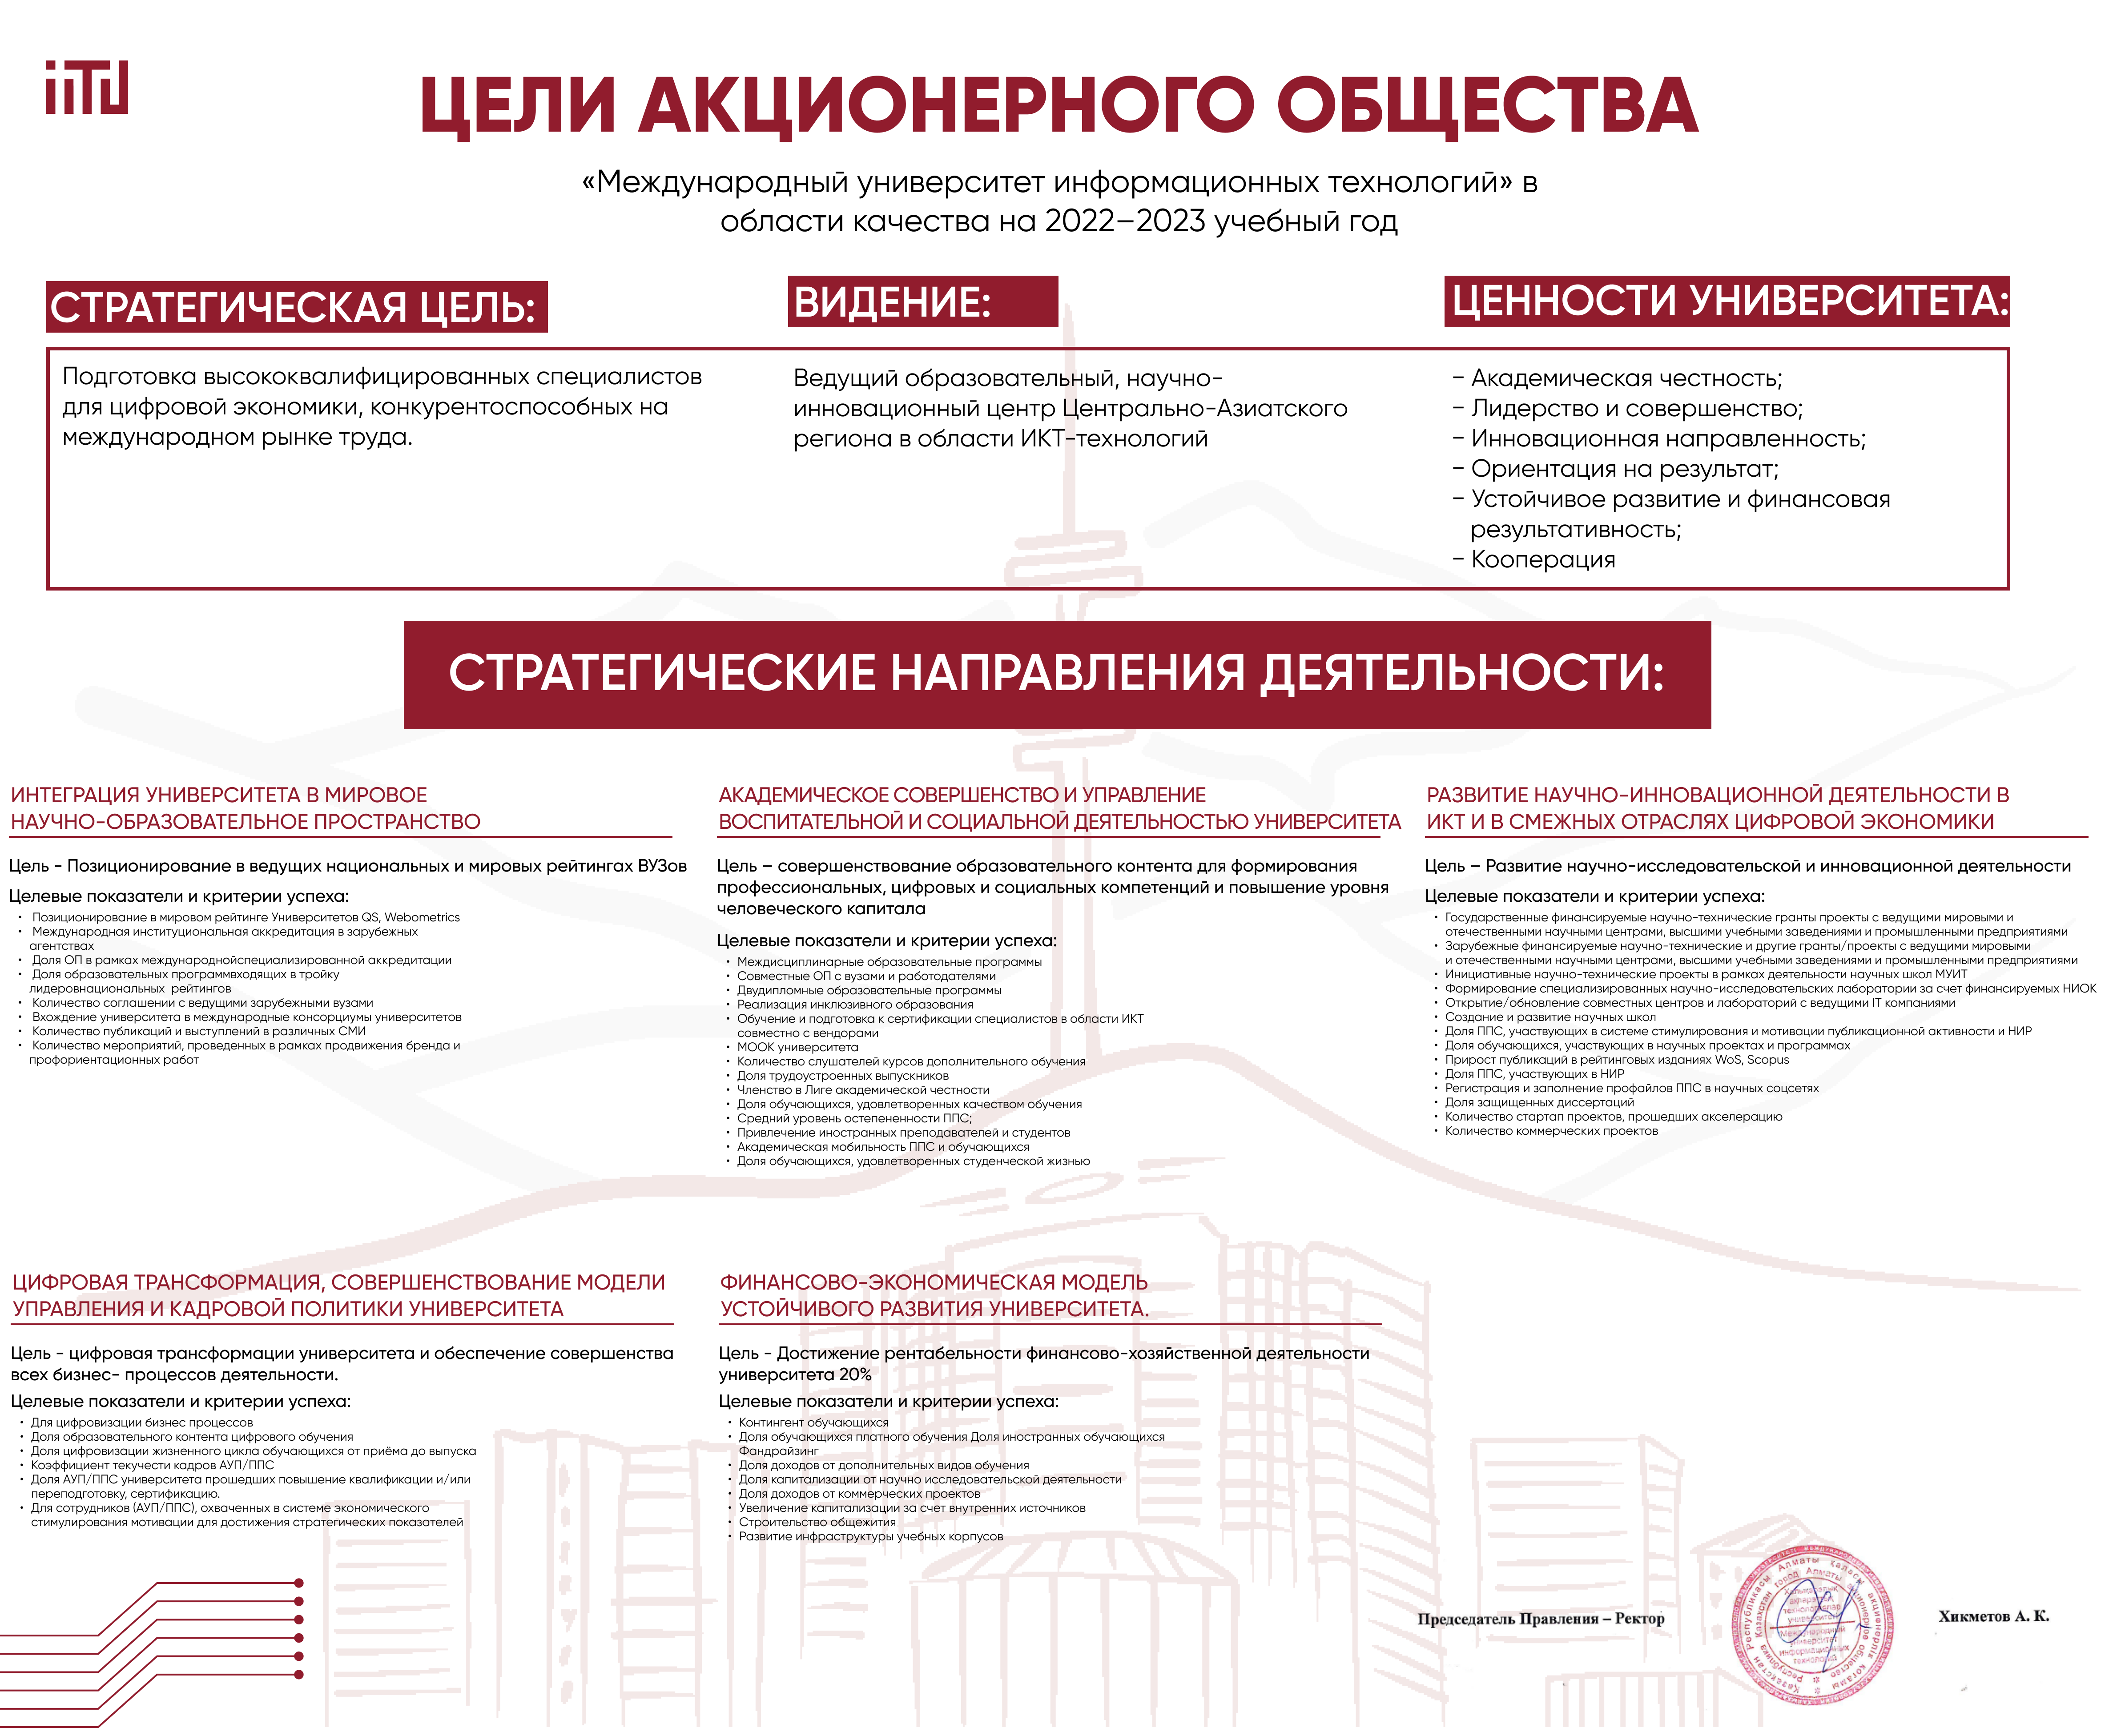 iitu
ЦЕЛИ АКЦИОНЕРНОГО ОБЩЕСТВА
«Международный университет информационных технологий» в
области качества на 2022–2023 учебный год
СТРАТЕГИЧЕСКАЯ ЦЕЛЬ:
Подготовка высококвалифицированных специалистов
для цифровой экономики, конкурентоспособных на
международном рынке труда.
ВИДЕНИЕ:
Ведущий образовательный, научно-
инновационный центр Центрально-Азиатского
региона в области ИКТ-технологий
ЦЕННОСТИ УНИВЕРСИТЕТА:
– Академическая честность;
– Лидерство и совершенство;
– Инновационная направленность;
– Ориентация на результат;
– Устойчивое развитие и финансовая
результативность;
– Кооперация
СТРАТЕГИЧЕСКИЕ НАПРАВЛЕНИЯ ДЕЯТЕЛЬНОСТИ:
ИНТЕГРАЦИЯ УНИВЕРСИТЕТА В МИРОВОЕ
НАУЧНО-ОБРАЗОВАТЕЛЬНОЕ ПРОСТРАНСТВО
Цель - Позиционирование в ведущих национальных и мировых рейтингах ВУЗов
Целевые показатели и критерии успеха:
• Позиционирование в мировом рейтинге Университетов QS, Webometrics
• Международная институциональная аккредитация в зарубежных
агентствах
• Доля ОП в рамках международнойспециализированной аккредитации
• Доля образовательных программвходящих в тройку
лидеровнациональных рейтингов
• Количество соглашении с ведущими зарубежными вузами
• Вхождение университета в международные консорциумы университетов
• Количество публикаций и выступлений в различных СМИ
• Количество мероприятий, проведенных в рамках продвижения бренда и
профориентационных работ
АКАДЕМИЧЕСКОЕ СОВЕРШЕНСТВО И УПРАВЛЕНИЕ
ВОСПИТАТЕЛЬНОЙ И СОЦИАЛЬНОЙ ДЕЯТЕЛЬНОСТЬЮ УНИВЕРСИТЕТА
Цель – совершенствование образовательного контента для формирования
профессиональных, цифровых и социальных компетенций и повышение уровня
человеческого капитала
Целевые показатели и критерии успеха:
• Междисциплинарные образовательные программы
• Совместные ОП с вузами и работодателями
• Двудипломные образовательные программы
• Реализация инклюзивного образования
• Обучение и подготовка к сертификации специалистов в области ИКТ
совместно с вендорами
• МООК университета
• Количество слушателей курсов дополнительного обучения
• Доля трудоустроенных выпускников
• Членство в Лиге академической честности
• Доля обучающихся, удовлетворенных качеством обучения
• Средний уровень остепененности ППС;
• Привлечение иностранных преподавателей и студентов
• Академическая мобильность ППС и обучающихся
• Доля обучающихся, удовлетворенных студенческой жизнью
РАЗВИТИЕ НАУЧНО-ИННОВАЦИОННОЙ ДЕЯТЕЛЬНОСТИ В
ИКТ И В СМЕЖНЫХ ОТРАСЛЯХ ЦИФРОВОЙ ЭКОНОМИКИ
Цель – Развитие научно-исследовательской и инновационной деятельности
Целевые показатели и критерии успеха:
• Государственные финансируемые научно-технические гранты проекты с ведущими мировыми и
отечественными научными центрами, высшими учебными заведениями и промышленными предприятиями
• Зарубежные финансируемые научно-технические и другие гранты/проекты с ведущими мировыми
и отечественными научными центрами, высшими учебными заведениями и промышленными предприятиями
• Инициативные научно-технические проекты в рамках деятельности научных школ МУИТ
• Формирование специализированных научно-исследовательских лаборатории за счет финансируемых НИОК
• Открытие/обновление совместных центров и лабораторий с ведущими IT компаниями
• Создание и развитие научных школ
• Доля ППС, участвующих в системе стимулирования и мотивации публикационной активности и НИР
• Доля обучающихся, участвующих в научных проектах и программах
• Прирост публикаций в рейтинговых изданиях WoS, Scopus
• Доля ППС, участвующих в НИР
• Регистрация и заполнение профайлов ППС в научных соцсетях
• Доля защищенных диссертаций
• Количество стартап проектов, прошедших акселерацию
• Количество коммерческих проектов
ЦИФРОВАЯ ТРАНСФОРМАЦИЯ, СОВЕРШЕНСТВОВАНИЕ МОДЕЛИ
УПРАВЛЕНИЯ И КАДРОВОЙ ПОЛИТИКИ УНИВЕРСИТЕТА
Цель - цифровая трансформации университета и обеспечение совершенства
всех бизнес- процессов деятельности.
Целевые показатели и критерии успеха:
• Для цифровизации бизнес процессов
• Доля образовательного контента цифрового обучения
• Доля цифровизации жизненного цикла обучающихся от приёма до выпуска
• Коэффициент текучести кадров АУП/ППС
• Доля АУП/ППС университета прошедших повышение квалификации и/или
переподготовку, сертификацию.
• Для сотрудников (АУП/ППС), охваченных в системе экономического
стимулирования мотивации для достижения стратегических показателей
ФИНАНСОВО-ЭКОНОМИЧЕСКАЯ МОДЕЛЬ
УСТОЙЧИВОГО РАЗВИТИЯ УНИВЕРСИТЕТА.
Цель - Достижение рентабельности финансово-хозяйственной деятельности
университета 20%
Целевые показатели и критерии успеха:
• Контингент обучающихся
• Доля обучающихся платного обучения Доля иностранных обучающихся
Фандрайзинг
• Доля доходов от дополнительных видов обучения
• Доля капитализации от научно исследовательской деятельности
• Доля доходов от коммерческих проектов
• Увеличение капитализации за счет внутренних источников
• Строительство общежития
• Развитие инфраструктуры учебных корпусов
Председатель Правления – Ректор
Хикметов А. К.